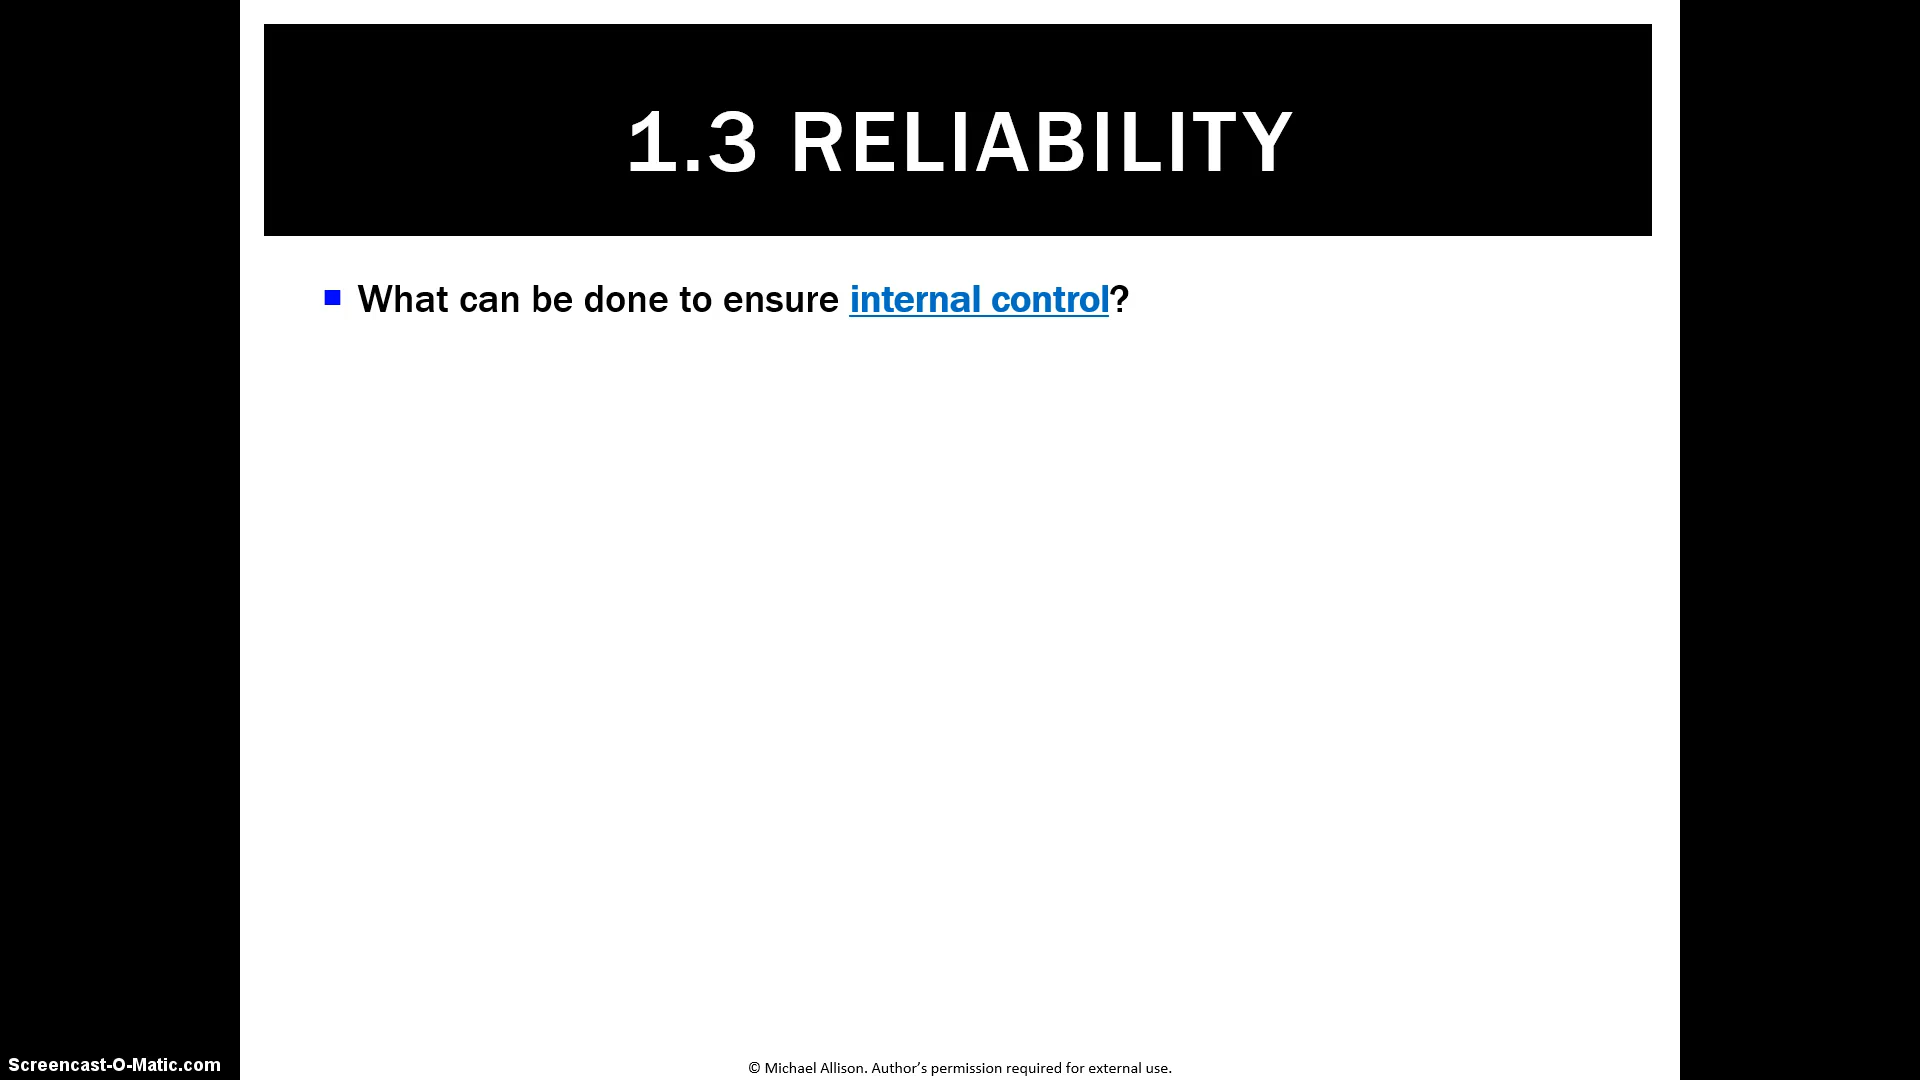 1.3 RELIABILITY
What can be done to ensure internal control?
© Michael Allison. Author’s permission required for external use.
Screencast-O-Matic.com